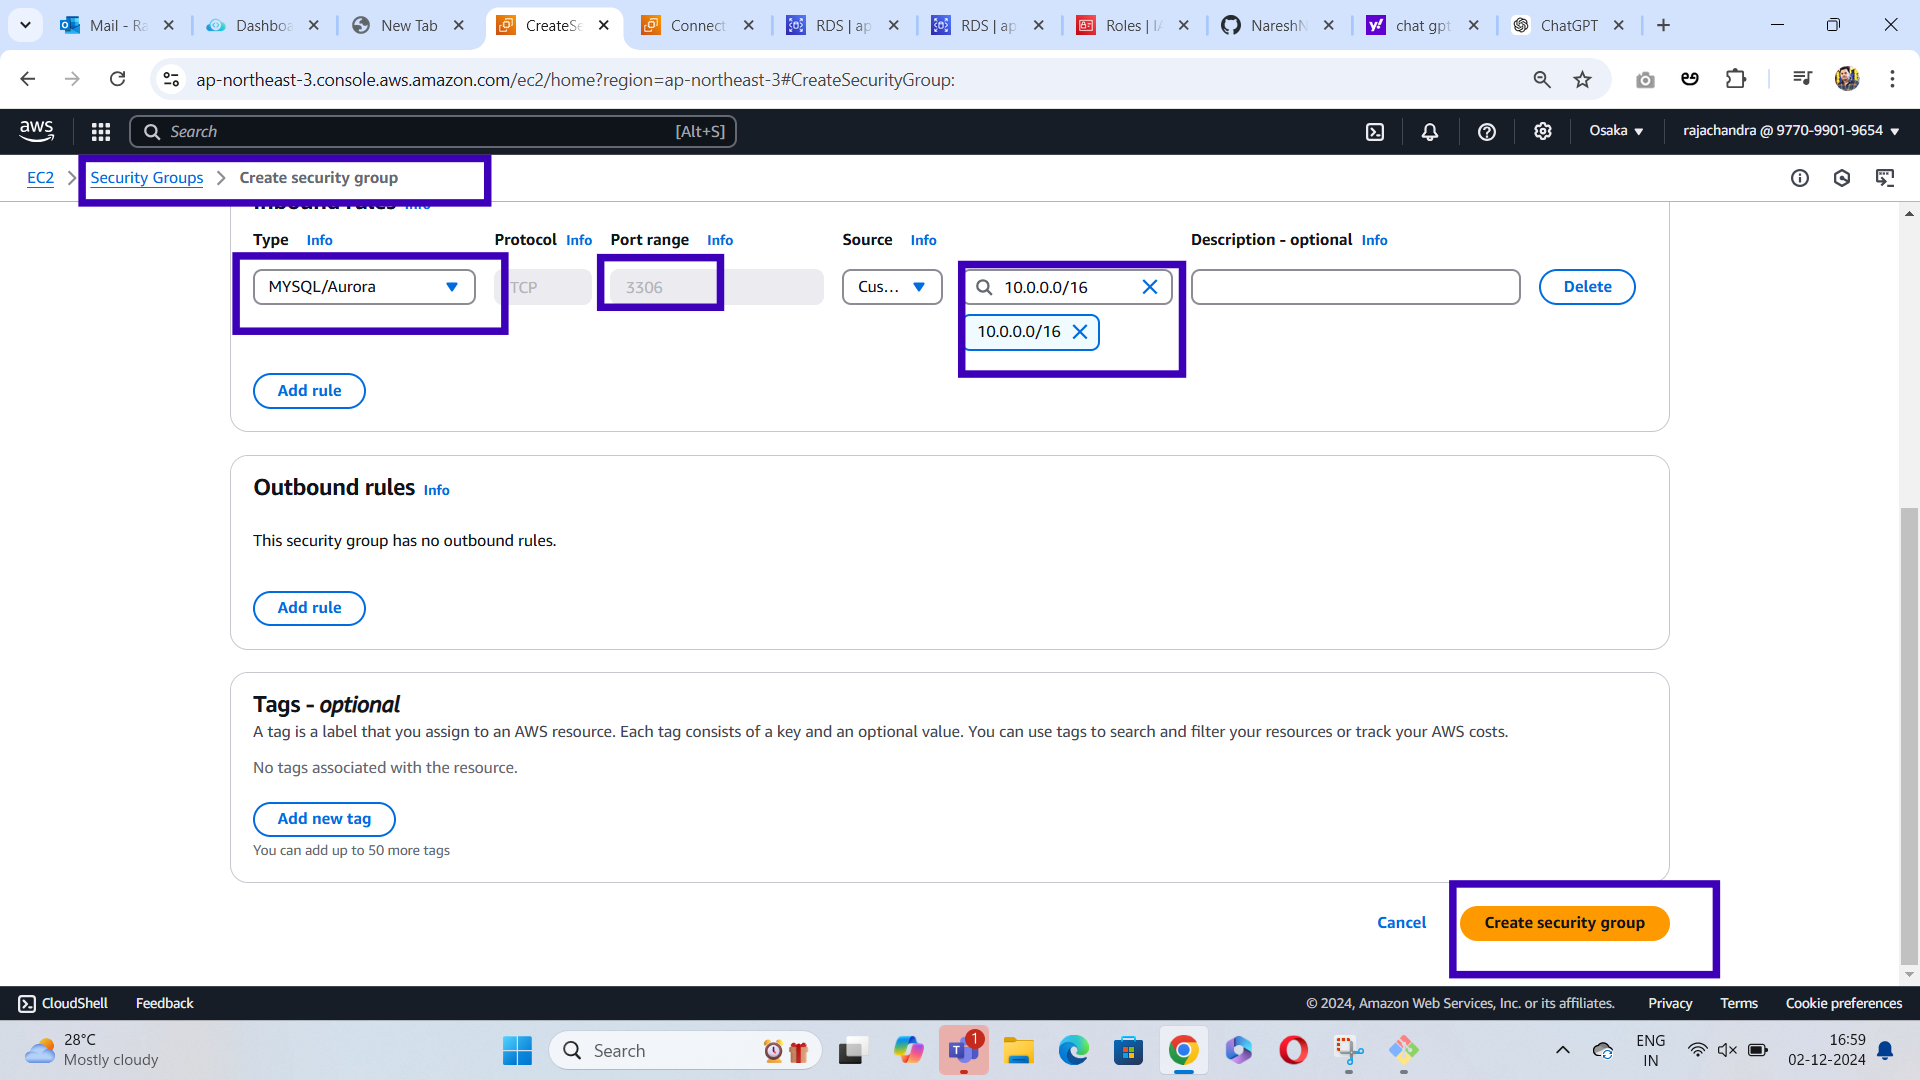 Mail - Ra
Dashboa
New Tab
CreateSe
Connect
RDS | ap
RDS | ap
Roles | IA
NareshN
chat gpt
ChatGPT
ap-northeast-3.console.aws.amazon.com/ec2/home?region=ap-northeast-3#CreateSecurityGroup:
aws
Search
[Alt+S]
Osaka
rajachandra @ 9770-9901-9654
EC2
Security Groups
Create security group
Inbound rules Info
Type Info
Protocol Info
Port range Info
Source Info
Description - optional Info
MYSQL/Aurora
TCP
3306
Cus...
10.0.0.0/16
Delete
10.0.0.0/16
Add rule
Outbound rules Info
This security group has no outbound rules.
Add rule
Tags - optional
A tag is a label that you assign to an AWS resource. Each tag consists of a key and an optional value. You can use tags to search and filter your resources or track your AWS costs.
No tags associated with the resource.
Add new tag
You can add up to 50 more tags
Cancel
Create security group
CloudShell
Feedback
© 2024, Amazon Web Services, Inc. or its affiliates.
Privacy
Terms
Cookie preferences
28°C
Mostly cloudy
Search
1
ENG
IN
16:59
02-12-2024